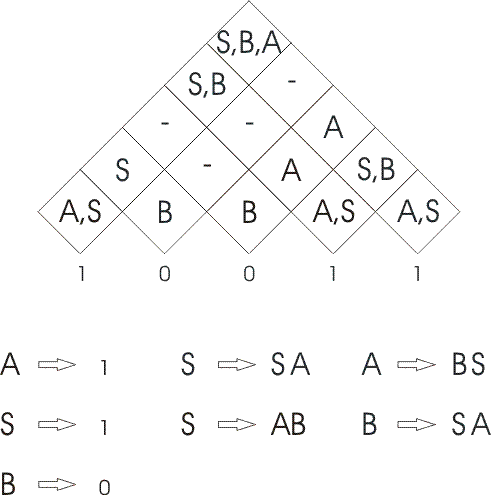 S,B,A
S,B -
- - A
S - A S,B
A,S B B A,S A,S
1 0 0 1 1
A ⇨ 1 S ⇨ SA A ⇨ BS
S ⇨ 1 S ⇨ AB B ⇨ SA
B ⇨ 0